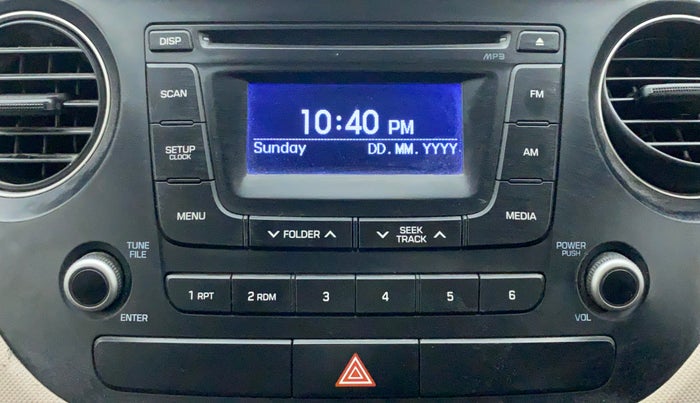 DISP
MP3
SCAN
FM
10:40 PM
Sunday DD.MM.YYYY
SETUP
CLOCK
AM
MENU
MEDIA
FOLDER
SEEK
TRACK
TUNE
FILE
POWER
PUSH
1 RPT
2 RDM
3
4
5
6
ENTER
VOL